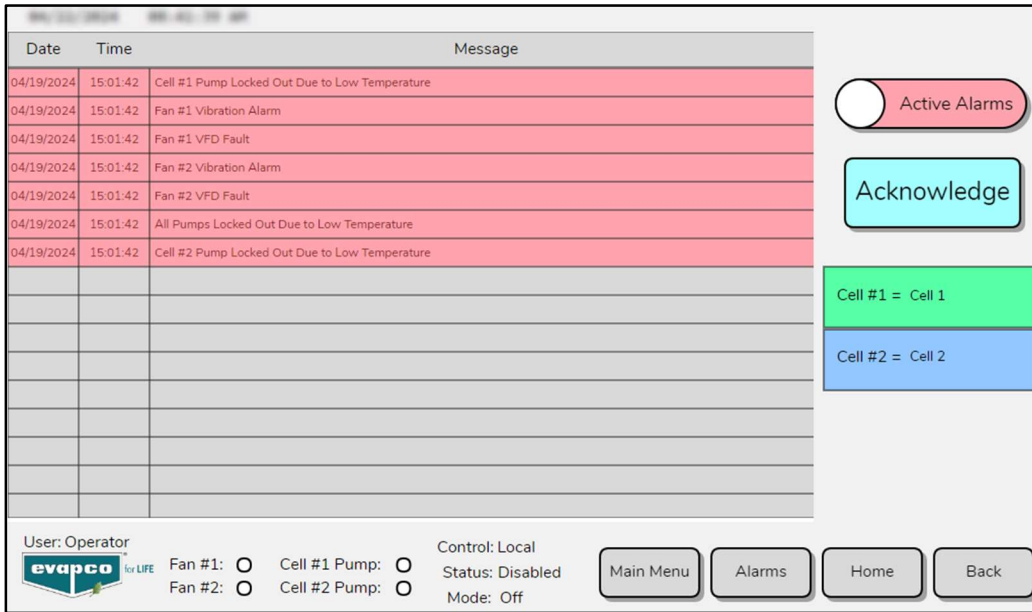 Date Time Message
04/19/2024 15:01:42 Cell #1 Pump Locked Out Due to Low Temperature
04/19/2024 15:01:42 Fan #1 Vibration Alarm
04/19/2024 15:01:42 Fan #1 VFD Fault
04/19/2024 15:01:42 Fan #2 Vibration Alarm
04/19/2024 15:01:42 Fan #2 VFD Fault
04/19/2024 15:01:42 All Pumps Locked Out Due to Low Temperature
04/19/2024 15:01:42 Cell #2 Pump Locked Out Due to Low Temperature
Active Alarms
Acknowledge
Cell #1 = Cell 1
Cell #2 = Cell 2
User: Operator
evapco for LIFE
Fan #1:
Fan #2:
Cell #1 Pump:
Cell #2 Pump:
Control: Local
Status: Disabled
Mode: Off
Main Menu
Alarms
Home
Back